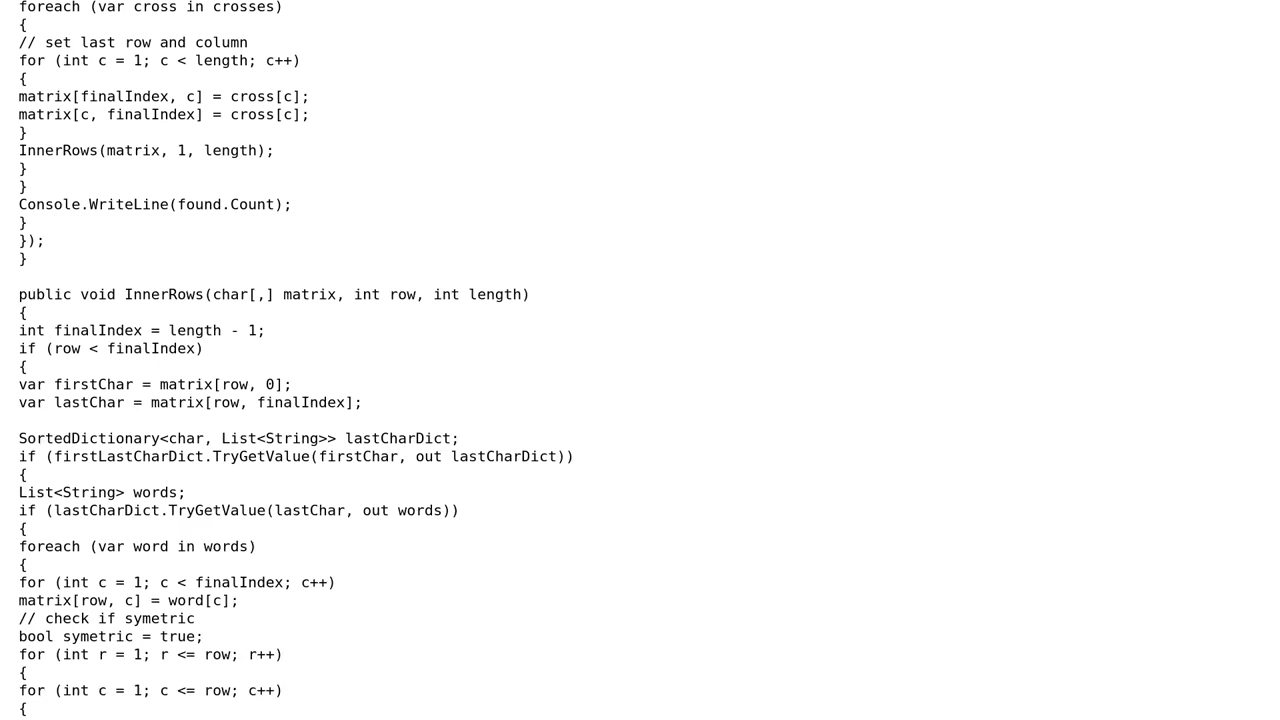 foreach (var cross in crosses)
{
// set last row and column
for (int c = 1; c < length; c++)
{
matrix[finalIndex, c] = cross[c];
matrix[c, finalIndex] = cross[c];
}
InnerRows(matrix, 1, length);
}
}
Console.WriteLine(found.Count);
}
});
}

public void InnerRows(char[,] matrix, int row, int length)
{
int finalIndex = length - 1;
if (row < finalIndex)
{
var firstChar = matrix[row, 0];
var lastChar = matrix[row, finalIndex];

SortedDictionary<char, List<String>> lastCharDict;
if (firstLastCharDict.TryGetValue(firstChar, out lastCharDict))
{
List<String> words;
if (lastCharDict.TryGetValue(lastChar, out words))
{
foreach (var word in words)
{
for (int c = 1; c < finalIndex; c++)
matrix[row, c] = word[c];
// check if symetric
bool symetric = true;
for (int r = 1; r <= row; r++)
{
for (int c = 1; c <= row; c++)
{